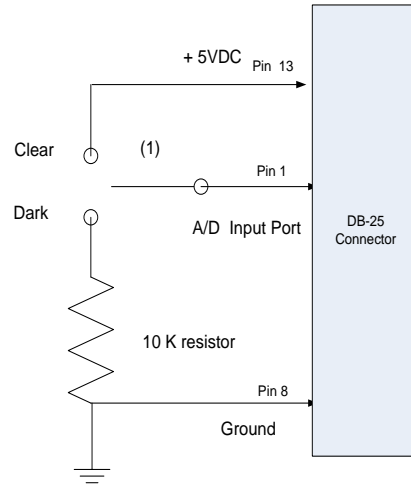 + 5VDC Pin 13
Clear (1)
Pin 1
Dark
A/D Input Port
DB-25
Connector
10 K resistor
Pin 8
Ground